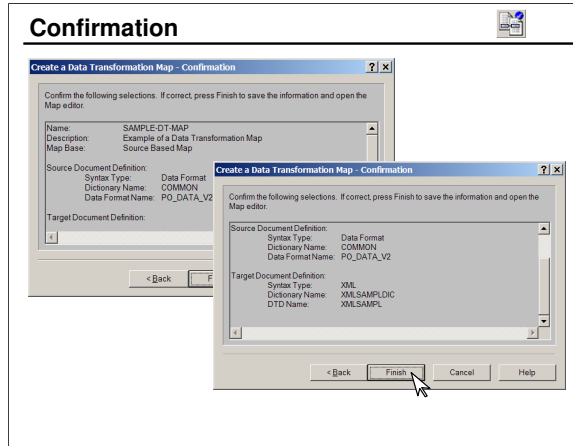 Confirmation
Create a Data Transformation Map - Confirmation
Confirm the following selections. If correct, press Finish to save the information and open the
Map editor.
Name: SAMPLE-DT-MAP
Description: Example of a Data Transformation Map
Map Base: Source Based Map
Source Document Definition:
Syntax Type: Data Format
Dictionary Name: COMMON
Data Format Name: PO_DATA_V2
Target Document Definition:
< Back
F
Create a Data Transformation Map - Confirmation
Confirm the following selections. If correct, press Finish to save the information and open the
Map editor.
Source Document Definition:
Syntax Type: Data Format
Dictionary Name: COMMON
Data Format Name: PO_DATA_V2
Target Document Definition:
Syntax Type: XML
Dictionary Name: XMLSAMPLDIC
DTD Name: XMLSAMPL
< Back Finish Cancel Help